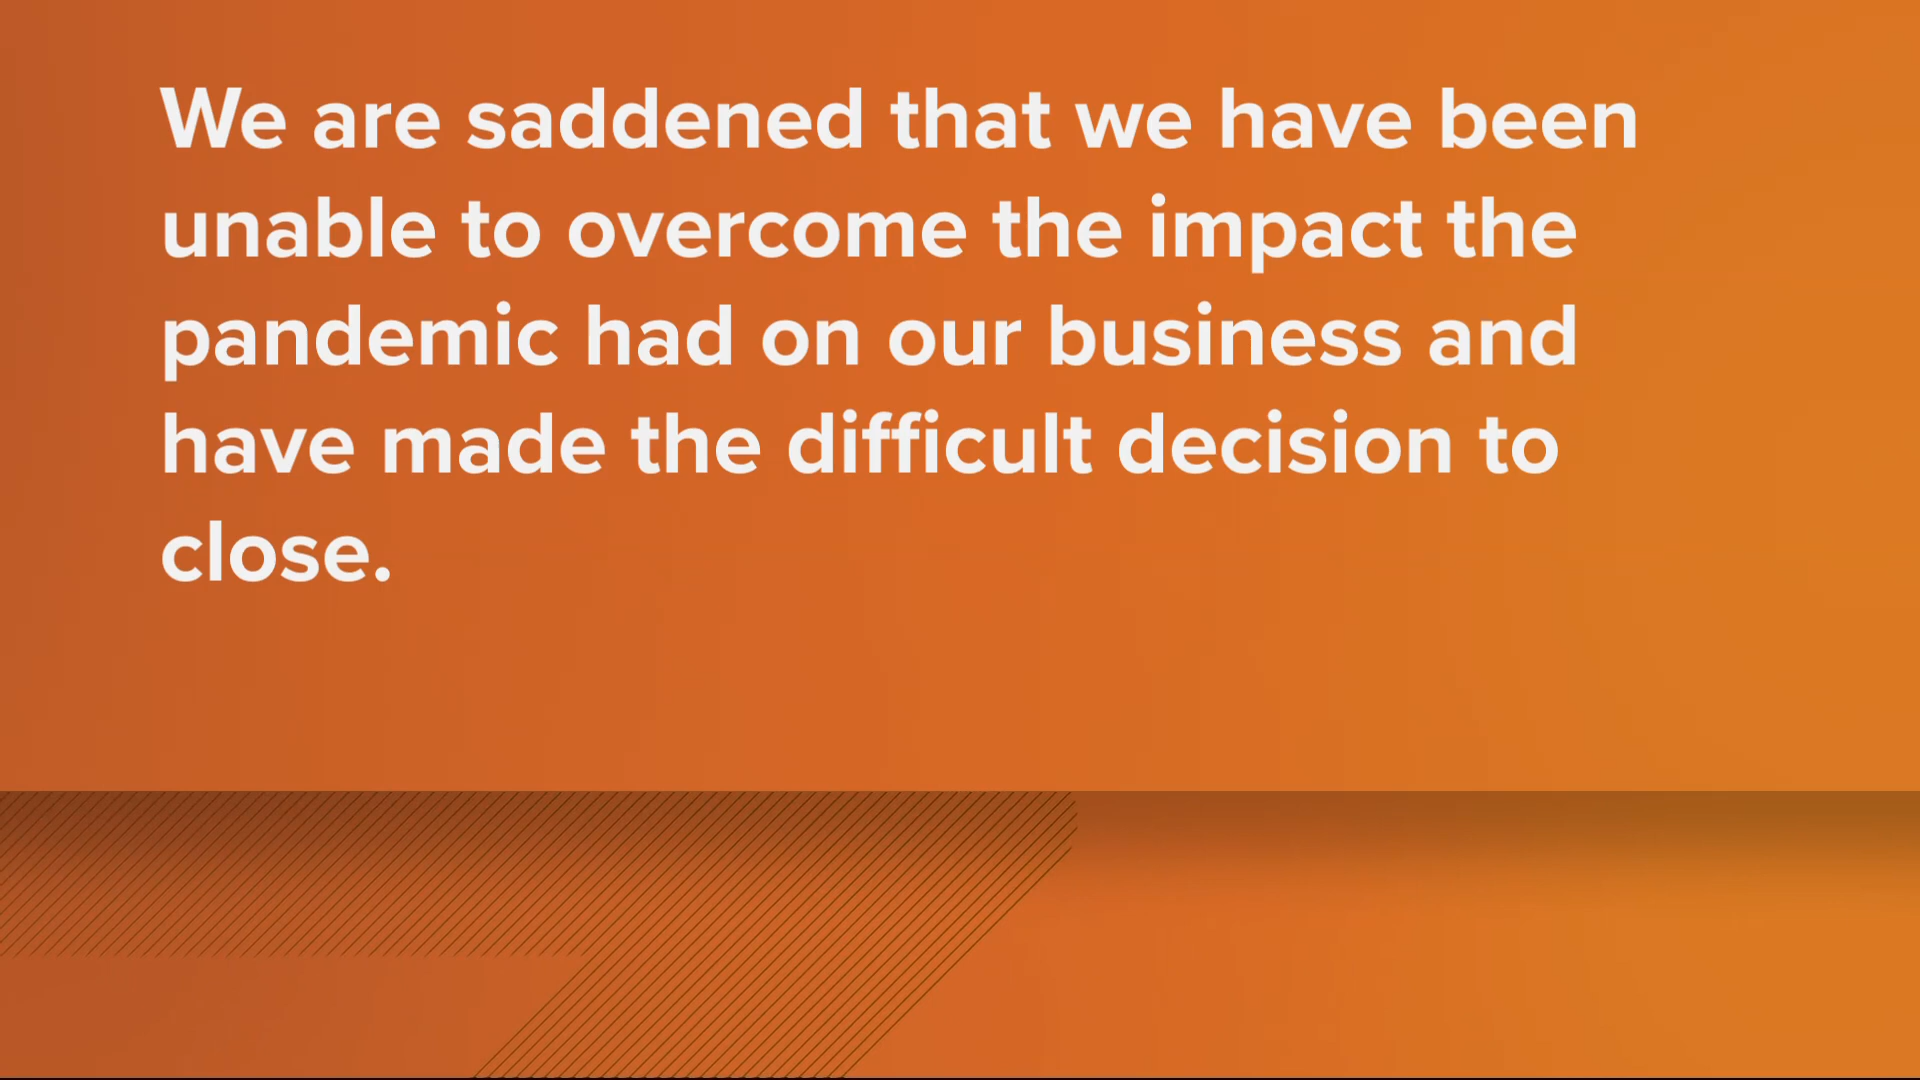 We are saddened that we have been
unable to overcome the impact the
pandemic had on our business and
have made the difficult decision to
close.